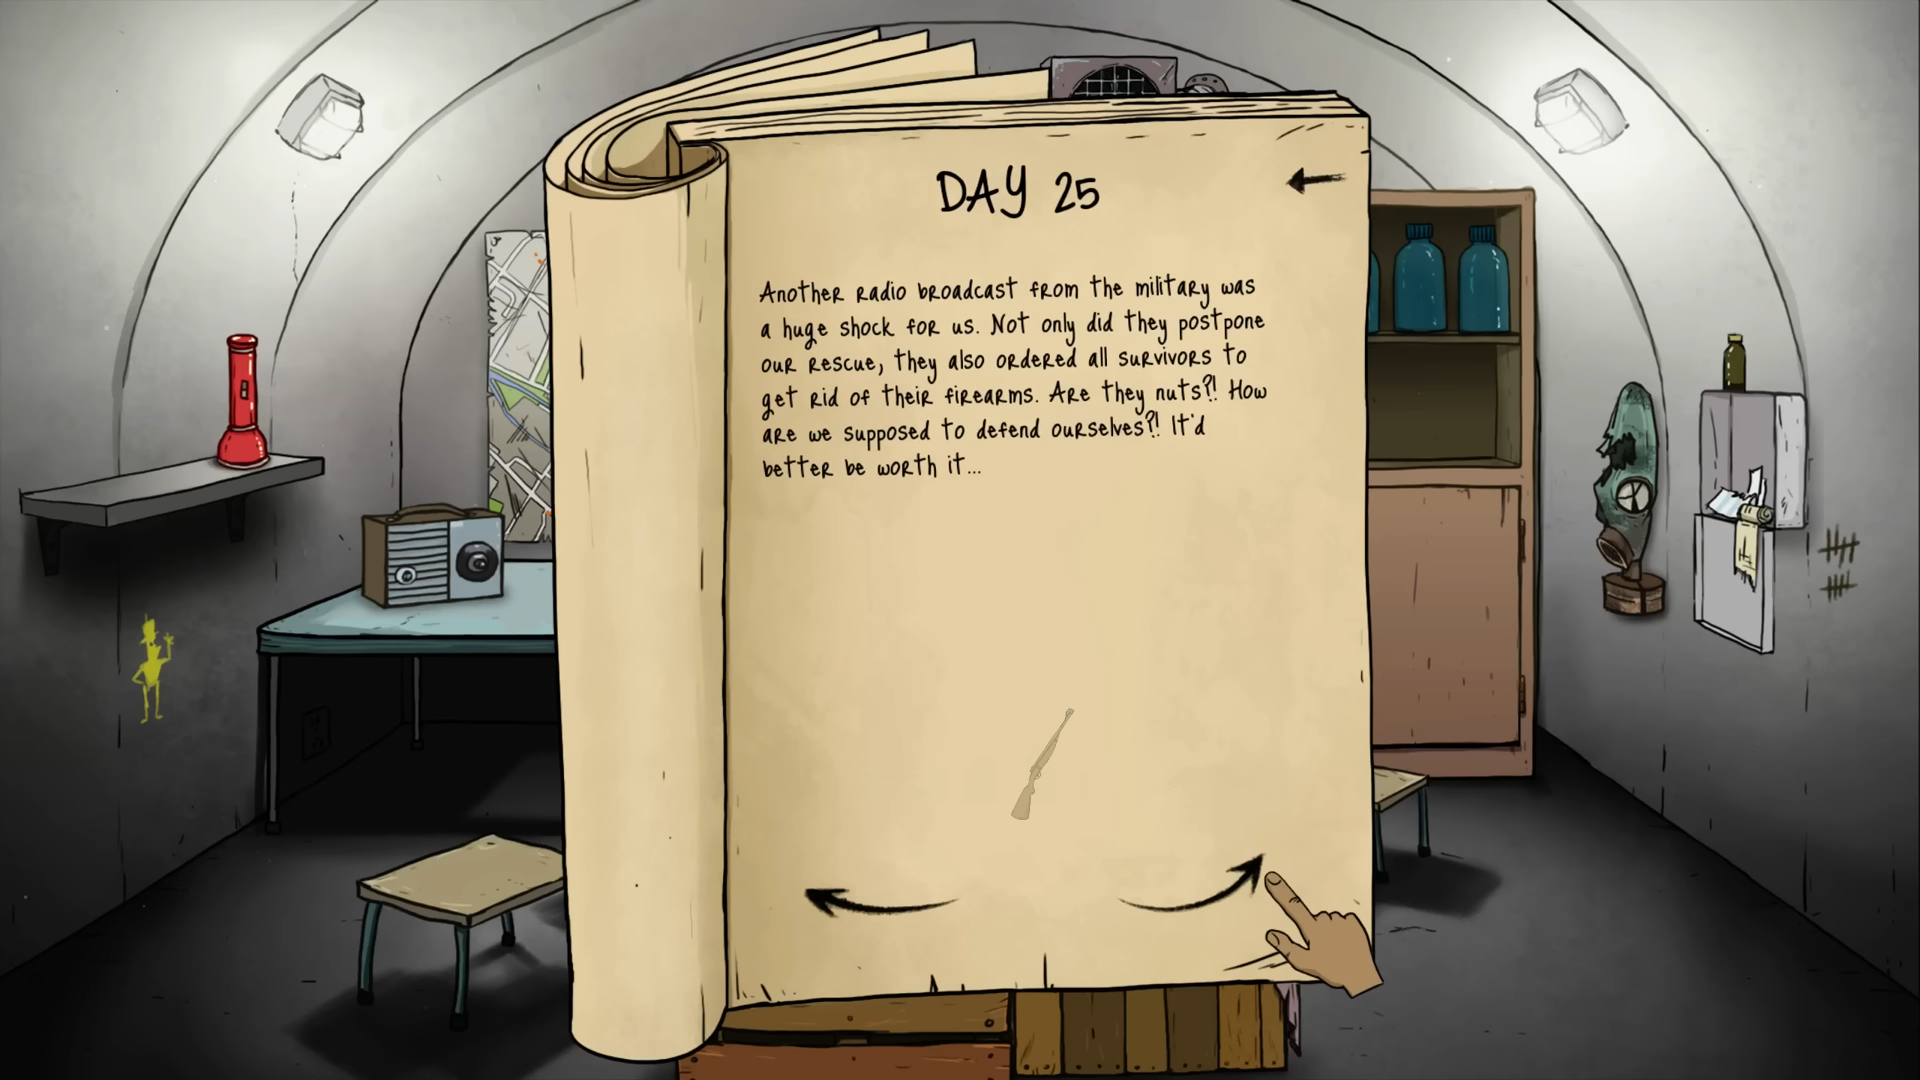 DAY 25
Another radio broadcast from the military was
a huge shock for us. Not only did they postpone
our rescue, they also ordered all survivors to
get rid of their firearms. Are they nuts?! How
are we supposed to defend ourselves?! It'd
better be worth it...